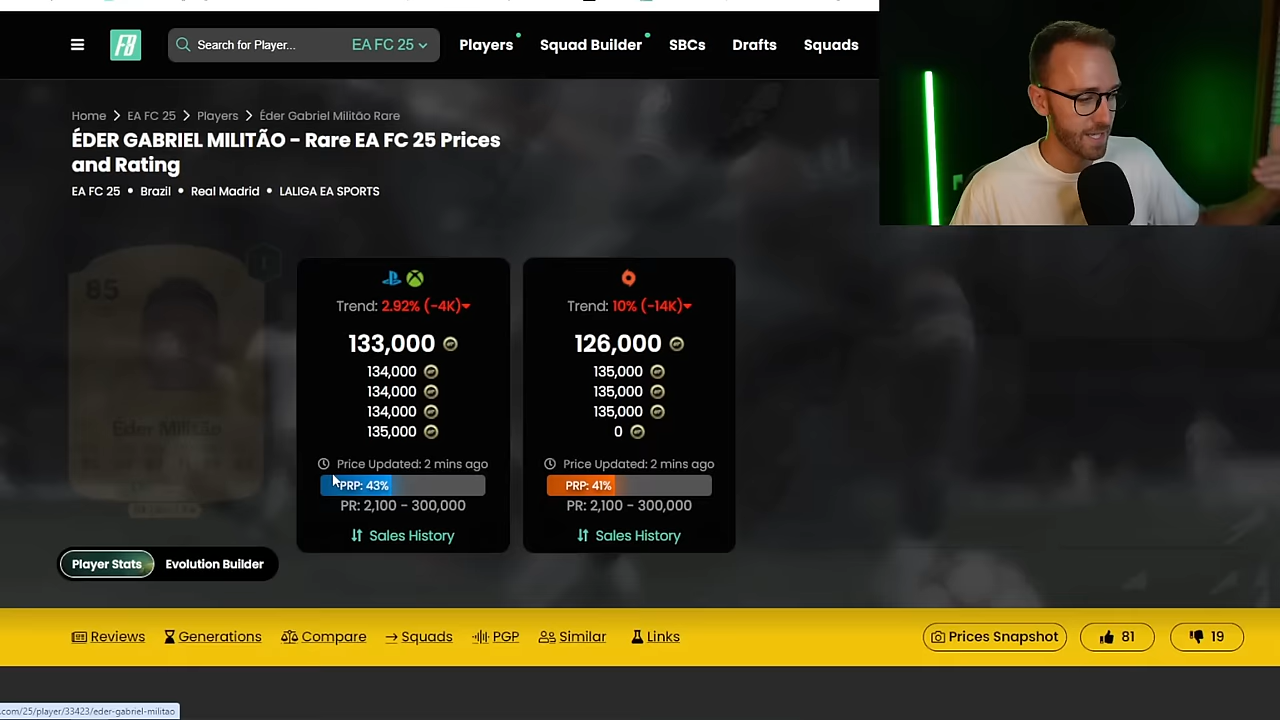 FB
Search for Player...
EA FC 25
Players
Squad Builder
SBCs
Drafts
Squads
Home
EA FC 25
Players
Éder Gabriel Militão Rare
ÉDER GABRIEL MILITÃO - Rare EA FC 25 Prices
and Rating
EA FC 25 • Brazil • Real Madrid • LALIGA EA SPORTS
85
Éder Militão
Trend: 2.92% (-4K)
133,000
134,000
134,000
134,000
135,000
Price Updated: 2 mins ago
PRP: 43%
PR: 2,100 - 300,000
Sales History
Trend: 10% (-14K)
126,000
135,000
135,000
135,000
0
Price Updated: 2 mins ago
PRP: 41%
PR: 2,100 - 300,000
Sales History
Player Stats
Evolution Builder
Reviews
Generations
Compare
Squads
PGP
Similar
Links
Prices Snapshot
81
19
.com/25/player/33423/eder-gabriel-militao